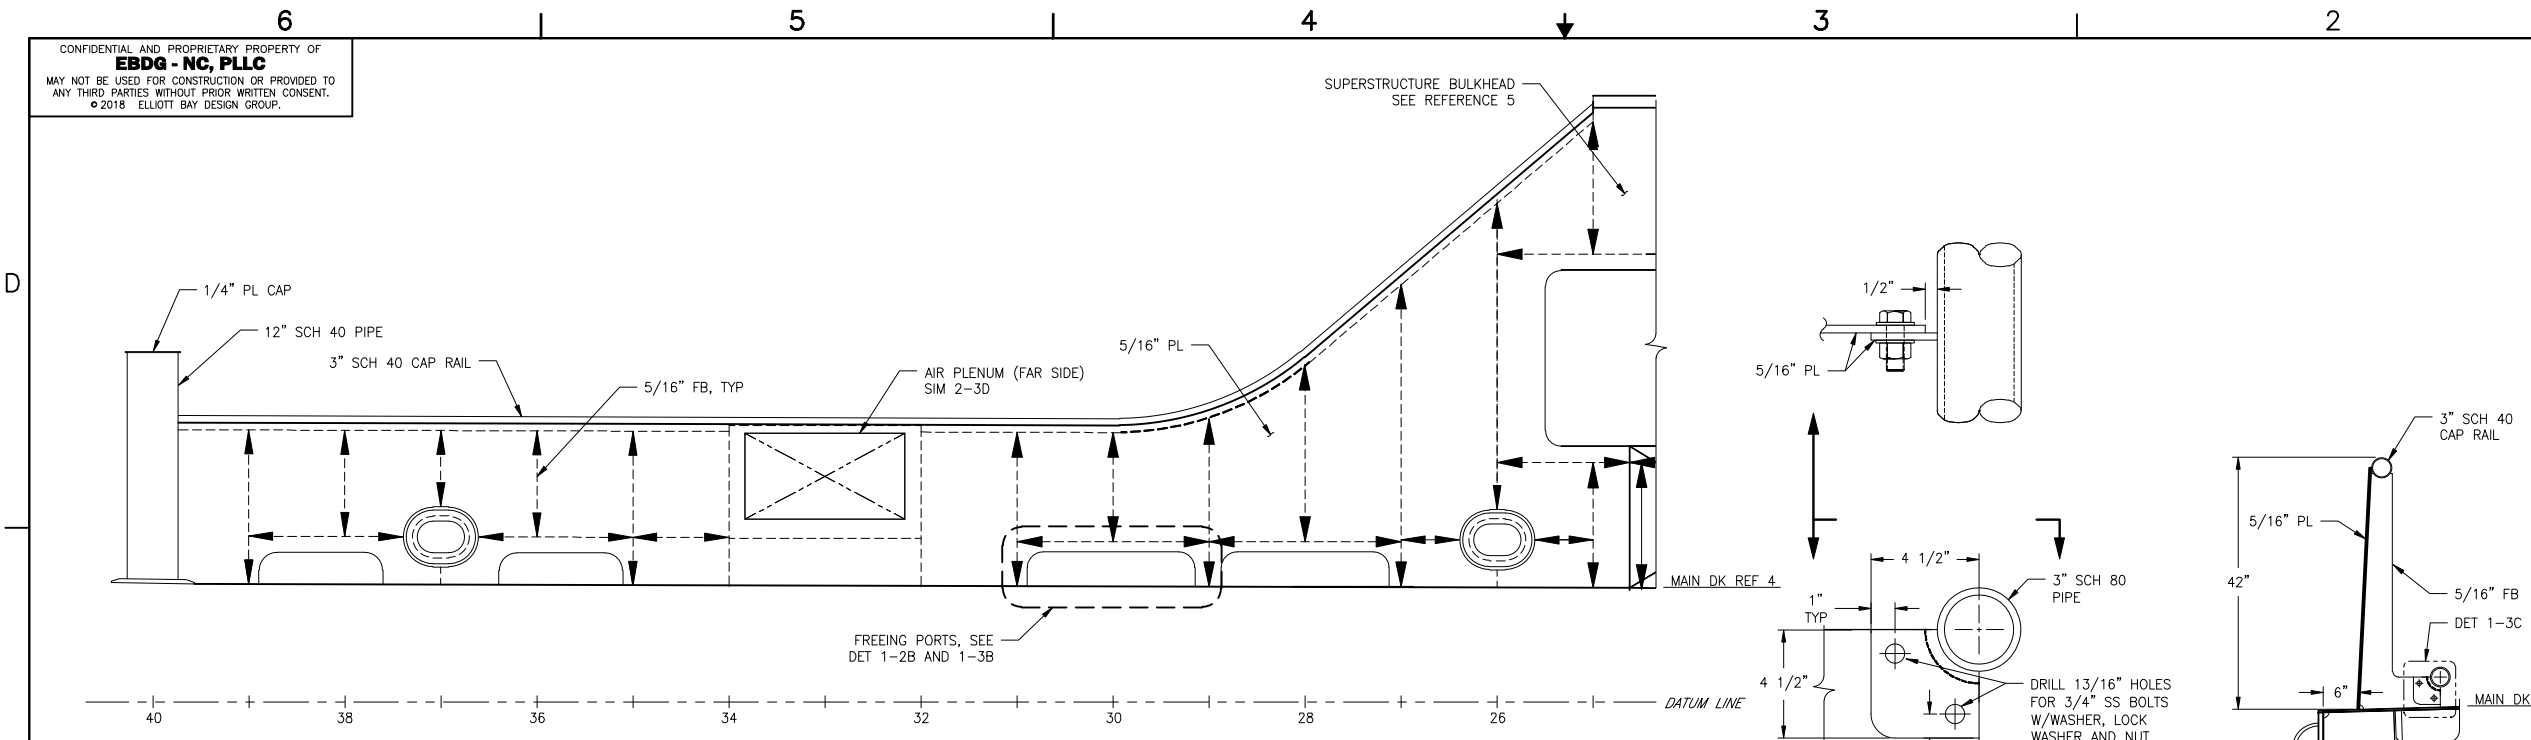 6
5
4
3
2
CONFIDENTIAL AND PROPRIETARY PROPERTY OF
EBDG - NC, PLLC
MAY NOT BE USED FOR CONSTRUCTION OR PROVIDED TO
ANY THIRD PARTIES WITHOUT PRIOR WRITTEN CONSENT.
© 2018 ELLIOTT BAY DESIGN GROUP.
SUPERSTRUCTURE BULKHEAD
SEE REFERENCE 5
D
1/4" PL CAP
12" SCH 40 PIPE
3" SCH 40 CAP RAIL
5/16" FB, TYP
AIR PLENUM (FAR SIDE)
SIM 2-3D
5/16" PL
1/2"
5/16" PL
3" SCH 40
CAP RAIL
5/16" PL
42"
5/16" FB
DET 1-3C
6"
MAIN DK
MAIN DK REF 4
4 1/2"
3" SCH 80
PIPE
1"
TYP
4 1/2"
DRILL 13/16" HOLES
FOR 3/4" SS BOLTS
W/WASHER, LOCK
WASHER AND NUT
FREEING PORTS, SEE
DET 1-2B AND 1-3B
DATUM LINE
40
38
36
34
32
30
28
26